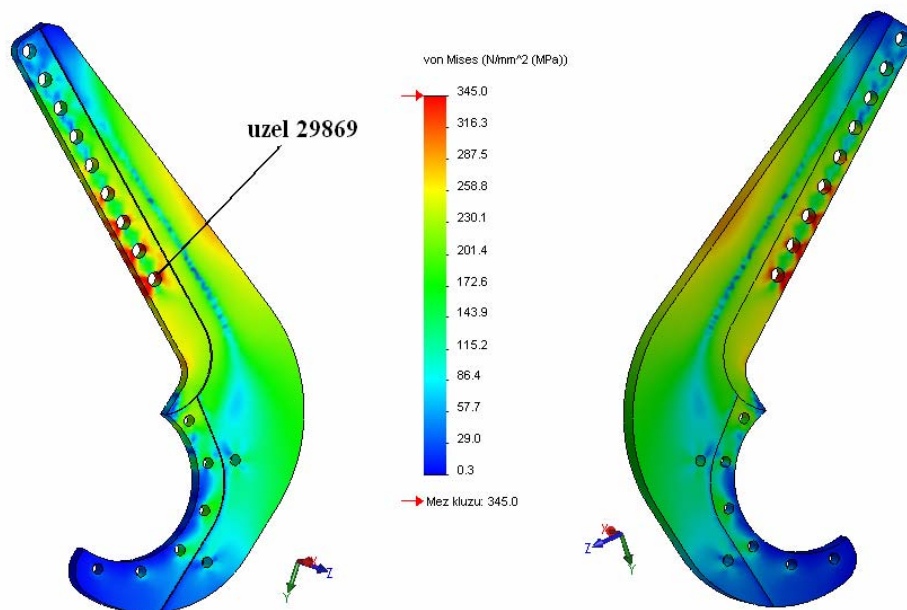 von Mises (N/mm^2 (MPa))
345.0
316.3
287.5
258.8
230.1
201.4
172.6
143.9
115.2
86.4
57.7
29.0
0.3
Mez kluzu: 345.0
uzel 29869
X
Y
Z
X
Y
Z